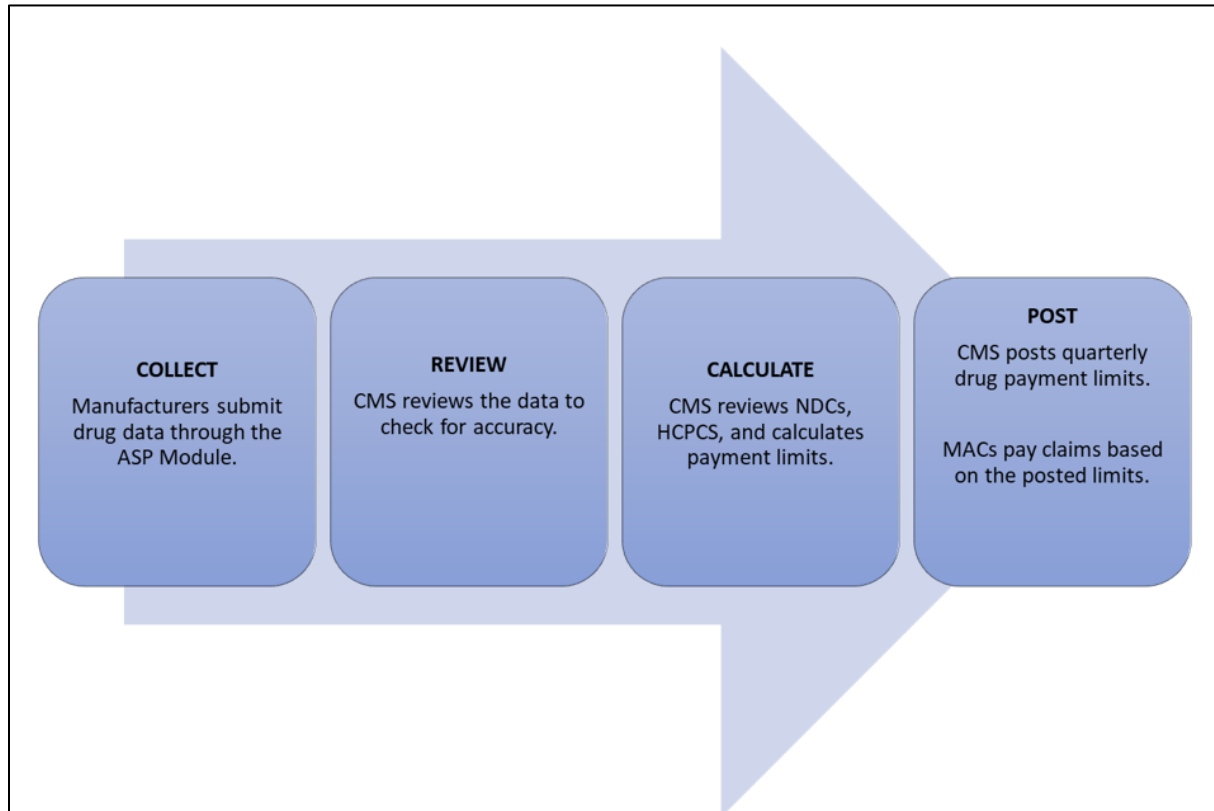 COLLECT
Manufacturers submit
drug data through the
ASP Module.
REVIEW
CMS reviews the data to
check for accuracy.
CALCULATE
CMS reviews NDCs,
HCPCS, and calculates
payment limits.
POST
CMS posts quarterly
drug payment limits.
MACs pay claims based
on the posted limits.